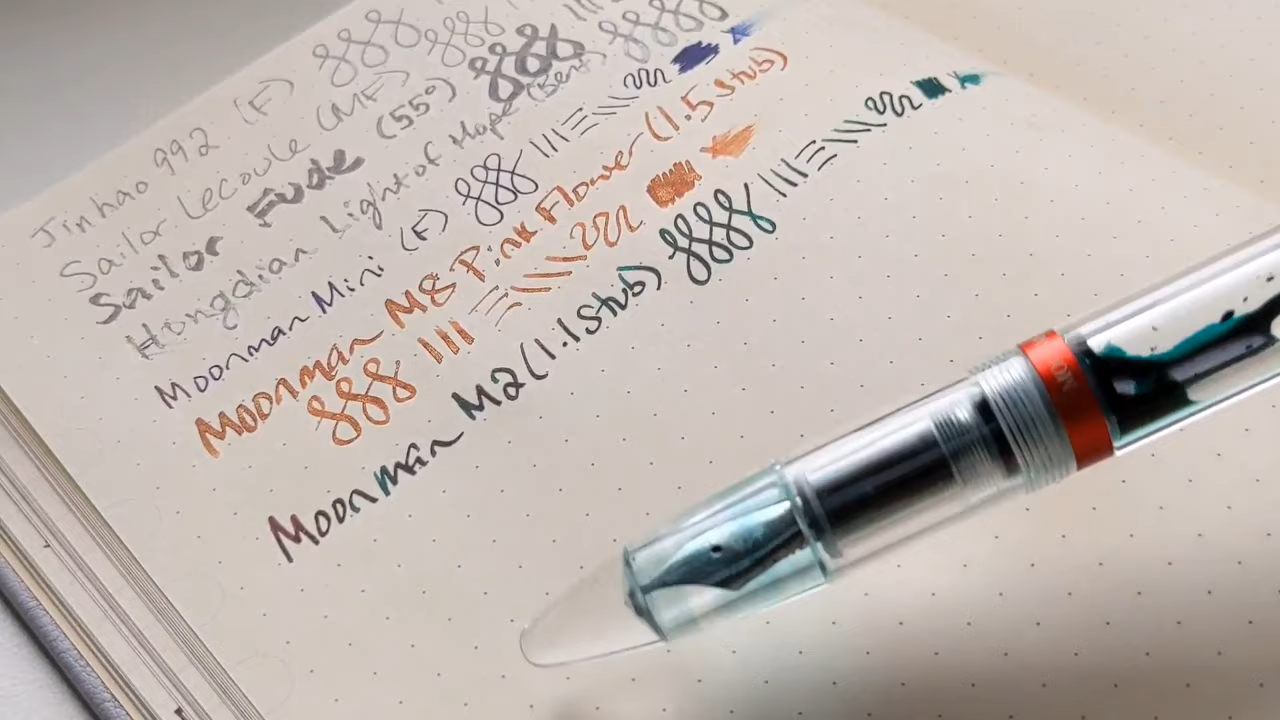 Jinhao 992 (F)
Sailor Lecoule (MF)
Sailor Fude (55°)
Hongdian Light of Hope (Bent)
Moonman Mini (F)
Moonman M8 Pink Flower (1.5 Stub)
Moonman M2 (1.1 Stub)